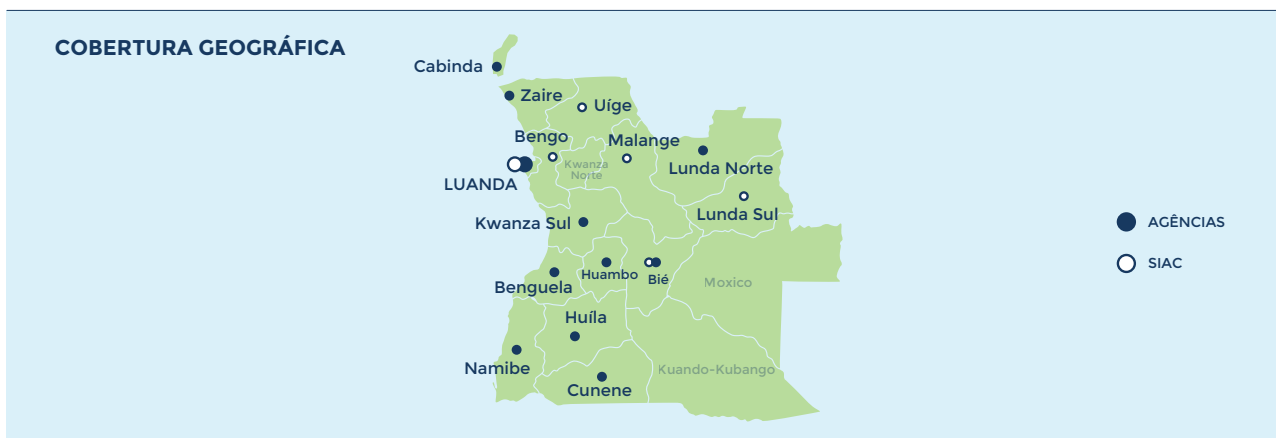 COBERTURA GEOGRÁFICA
Cabinda
Zaire
Uíge
Bengo
Malange
Kwanza
Norte
Lunda Norte
LUANDA
Lunda Sul
Kwanza Sul
AGÊNCIAS
SIAC
Huambo
Bié
Benguela
Moxico
Huíla
Namibe
Kuando-Kubango
Cunene